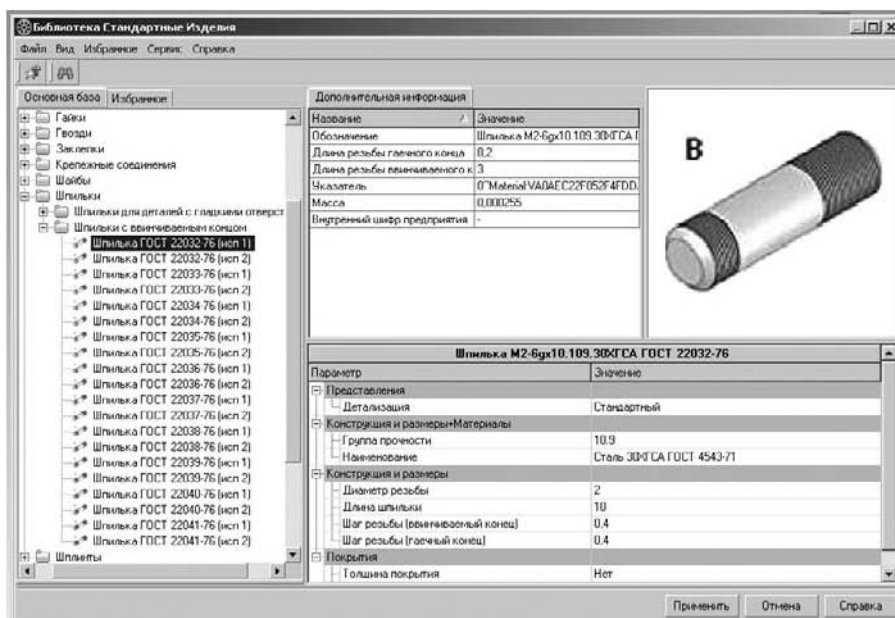 Библиотека Стандартные Изделия
Файл Вид Избранное Сервис Справка
Основная база Избранное
Гайки
Гвозди
Заклепки
Крепежные соединения
Шайбы
Шпильки
Шпильки для деталей с гладкими отверст
Шпильки с ввинчиваемым концом
Шпилька ГОСТ 22032-76 (исп 1)
Шпилька ГОСТ 22032-76 (исп 2)
Шпилька ГОСТ 22033-76 (исп 1)
Шпилька ГОСТ 22033-76 (исп 2)
Шпилька ГОСТ 22034-76 (исп 1)
Шпилька ГОСТ 22034-76 (исп 2)
Шпилька ГОСТ 22035-76 (исп 1)
Шпилька ГОСТ 22035-76 (исп 2)
Шпилька ГОСТ 22036-76 (исп 1)
Шпилька ГОСТ 22036-76 (исп 2)
Шпилька ГОСТ 22037-76 (исп 1)
Шпилька ГОСТ 22037-76 (исп 2)
Шпилька ГОСТ 22038-76 (исп 1)
Шпилька ГОСТ 22038-76 (исп 2)
Шпилька ГОСТ 22039-76 (исп 1)
Шпилька ГОСТ 22039-76 (исп 2)
Шпилька ГОСТ 22040-76 (исп 1)
Шпилька ГОСТ 22040-76 (исп 2)
Шпилька ГОСТ 22041-76 (исп 1)
Шпилька ГОСТ 22041-76 (исп 2)
Шплинты
Дополнительная информация
Название Значение
Обозначение Шпилька М2-6gx10.109.30ХГСА Г
Длина резьбы гаечного конца 8,2
Длина резьбы ввинчиваемого к 3
Указатель
Масса 0,000255
Внутренний шифр предприятия -
В
Шпилька М2-6gx10.109.30ХГСА ГОСТ 22032-76
Параметр Значение
Представления
Детализация Стандартный
Конструкция и размеры+Материалы
Группа прочности 10.9
Наименование Сталь 30ХГСА ГОСТ 4543-71
Конструкция и размеры
Диаметр резьбы 2
Длина шпильки 10
Шаг резьбы (ввинчиваемый конец) 0.4
Шаг резьбы (гаечный конец) 0.4
Покрытия
Толщина покрытия Нет
Применить Отмена Справка